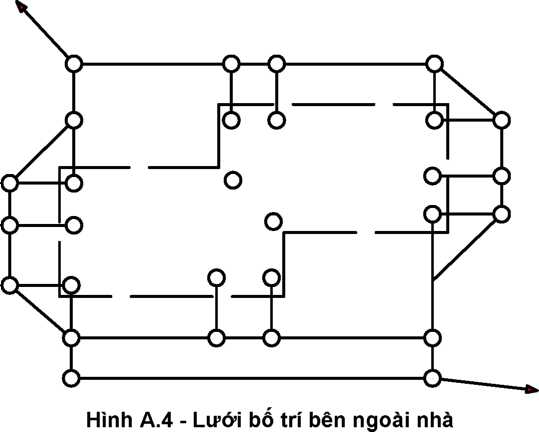 Hình A.4 - Lưới bố trí bên ngoài nhà